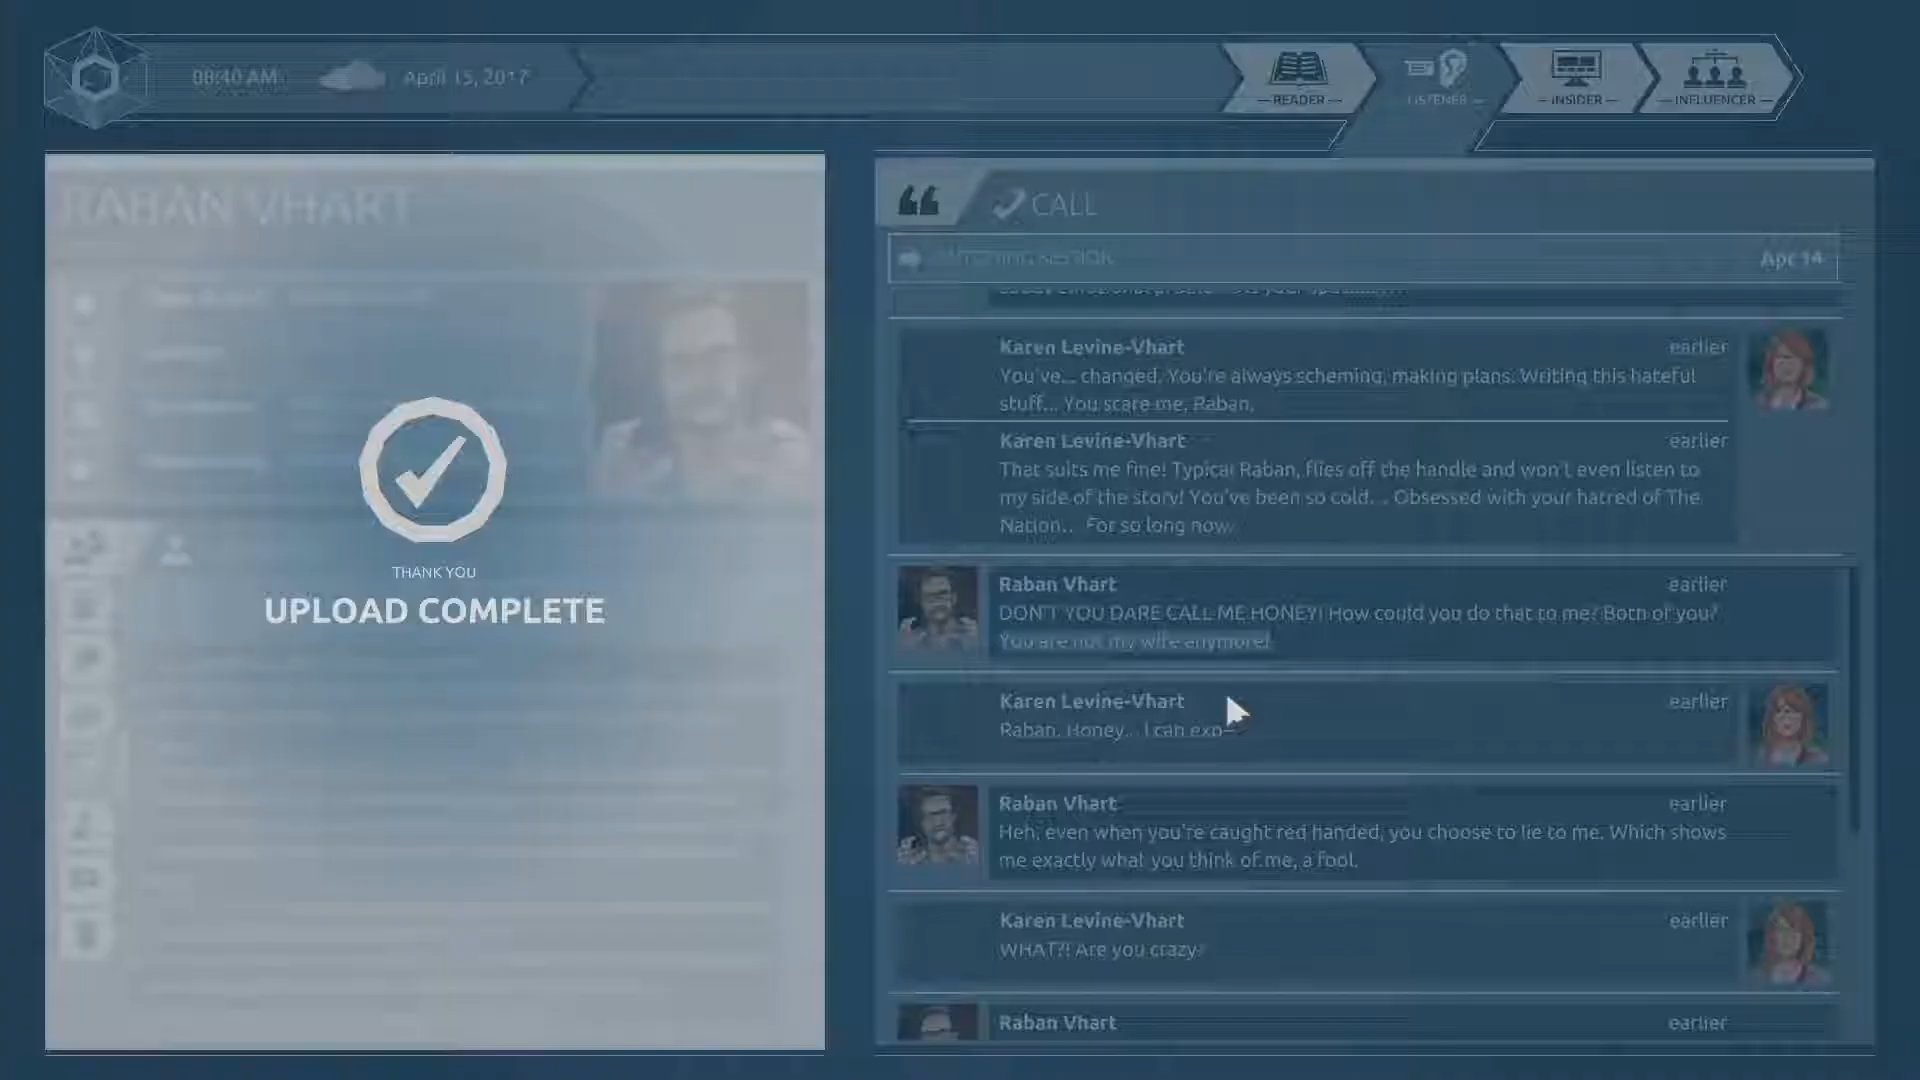 08:40 AM
April 15, 2017
READER
LISTENER
INSIDER
INFLUENCER
RABAN VHART
THANK YOU
UPLOAD COMPLETE
CALL
Apr 14
Karen Levine-Vhart
earlier
You've... changed. You're always scheming, making plans. Writing this hateful
stuff... You scare me, Raban.
Karen Levine-Vhart
earlier
That suits me fine! Typical Raban, flies off the handle and won't even listen to
my side of the story! You've been so cold... Obsessed with your hatred of The
Nation... For so long now.
Raban Vhart
earlier
DON'T YOU DARE CALL ME HONEY! How could you do that to me? Both of you?
You are not my wife anymore!
Karen Levine-Vhart
earlier
Raban. Honey... I can exp—
Raban Vhart
earlier
Heh, even when you're caught red handed, you choose to lie to me. Which shows
me exactly what you think of me, a fool.
Karen Levine-Vhart
earlier
WHAT?! Are you crazy?
Raban Vhart
earlier